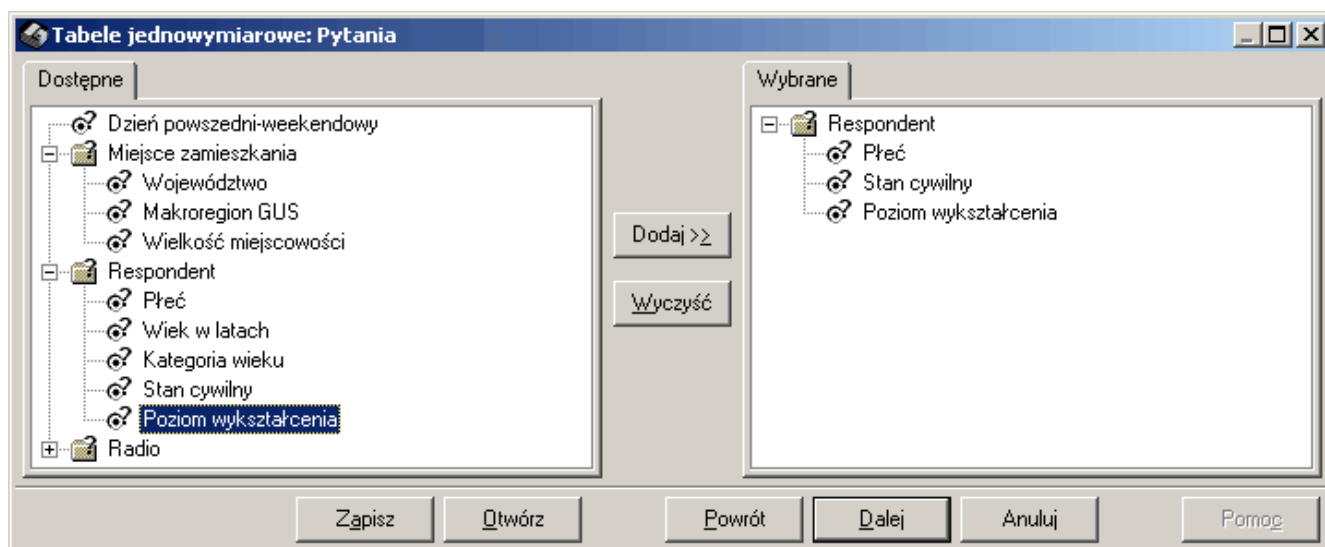 Tabele jednowymiarowe: Pytania
Dostępne
Dzień powszedni-weekendowy
Miejsce zamieszkania
Województwo
Makroregion GUS
Wielkość miejscowości
Respondent
Płeć
Wiek w latach
Kategoria wieku
Stan cywilny
Poziom wykształcenia
Radio
Dodaj >>
Wyczyść
Wybrane
Respondent
Płeć
Stan cywilny
Poziom wykształcenia
Zapisz
Otwórz
Powrót
Dalej
Anuluj
Pomoc